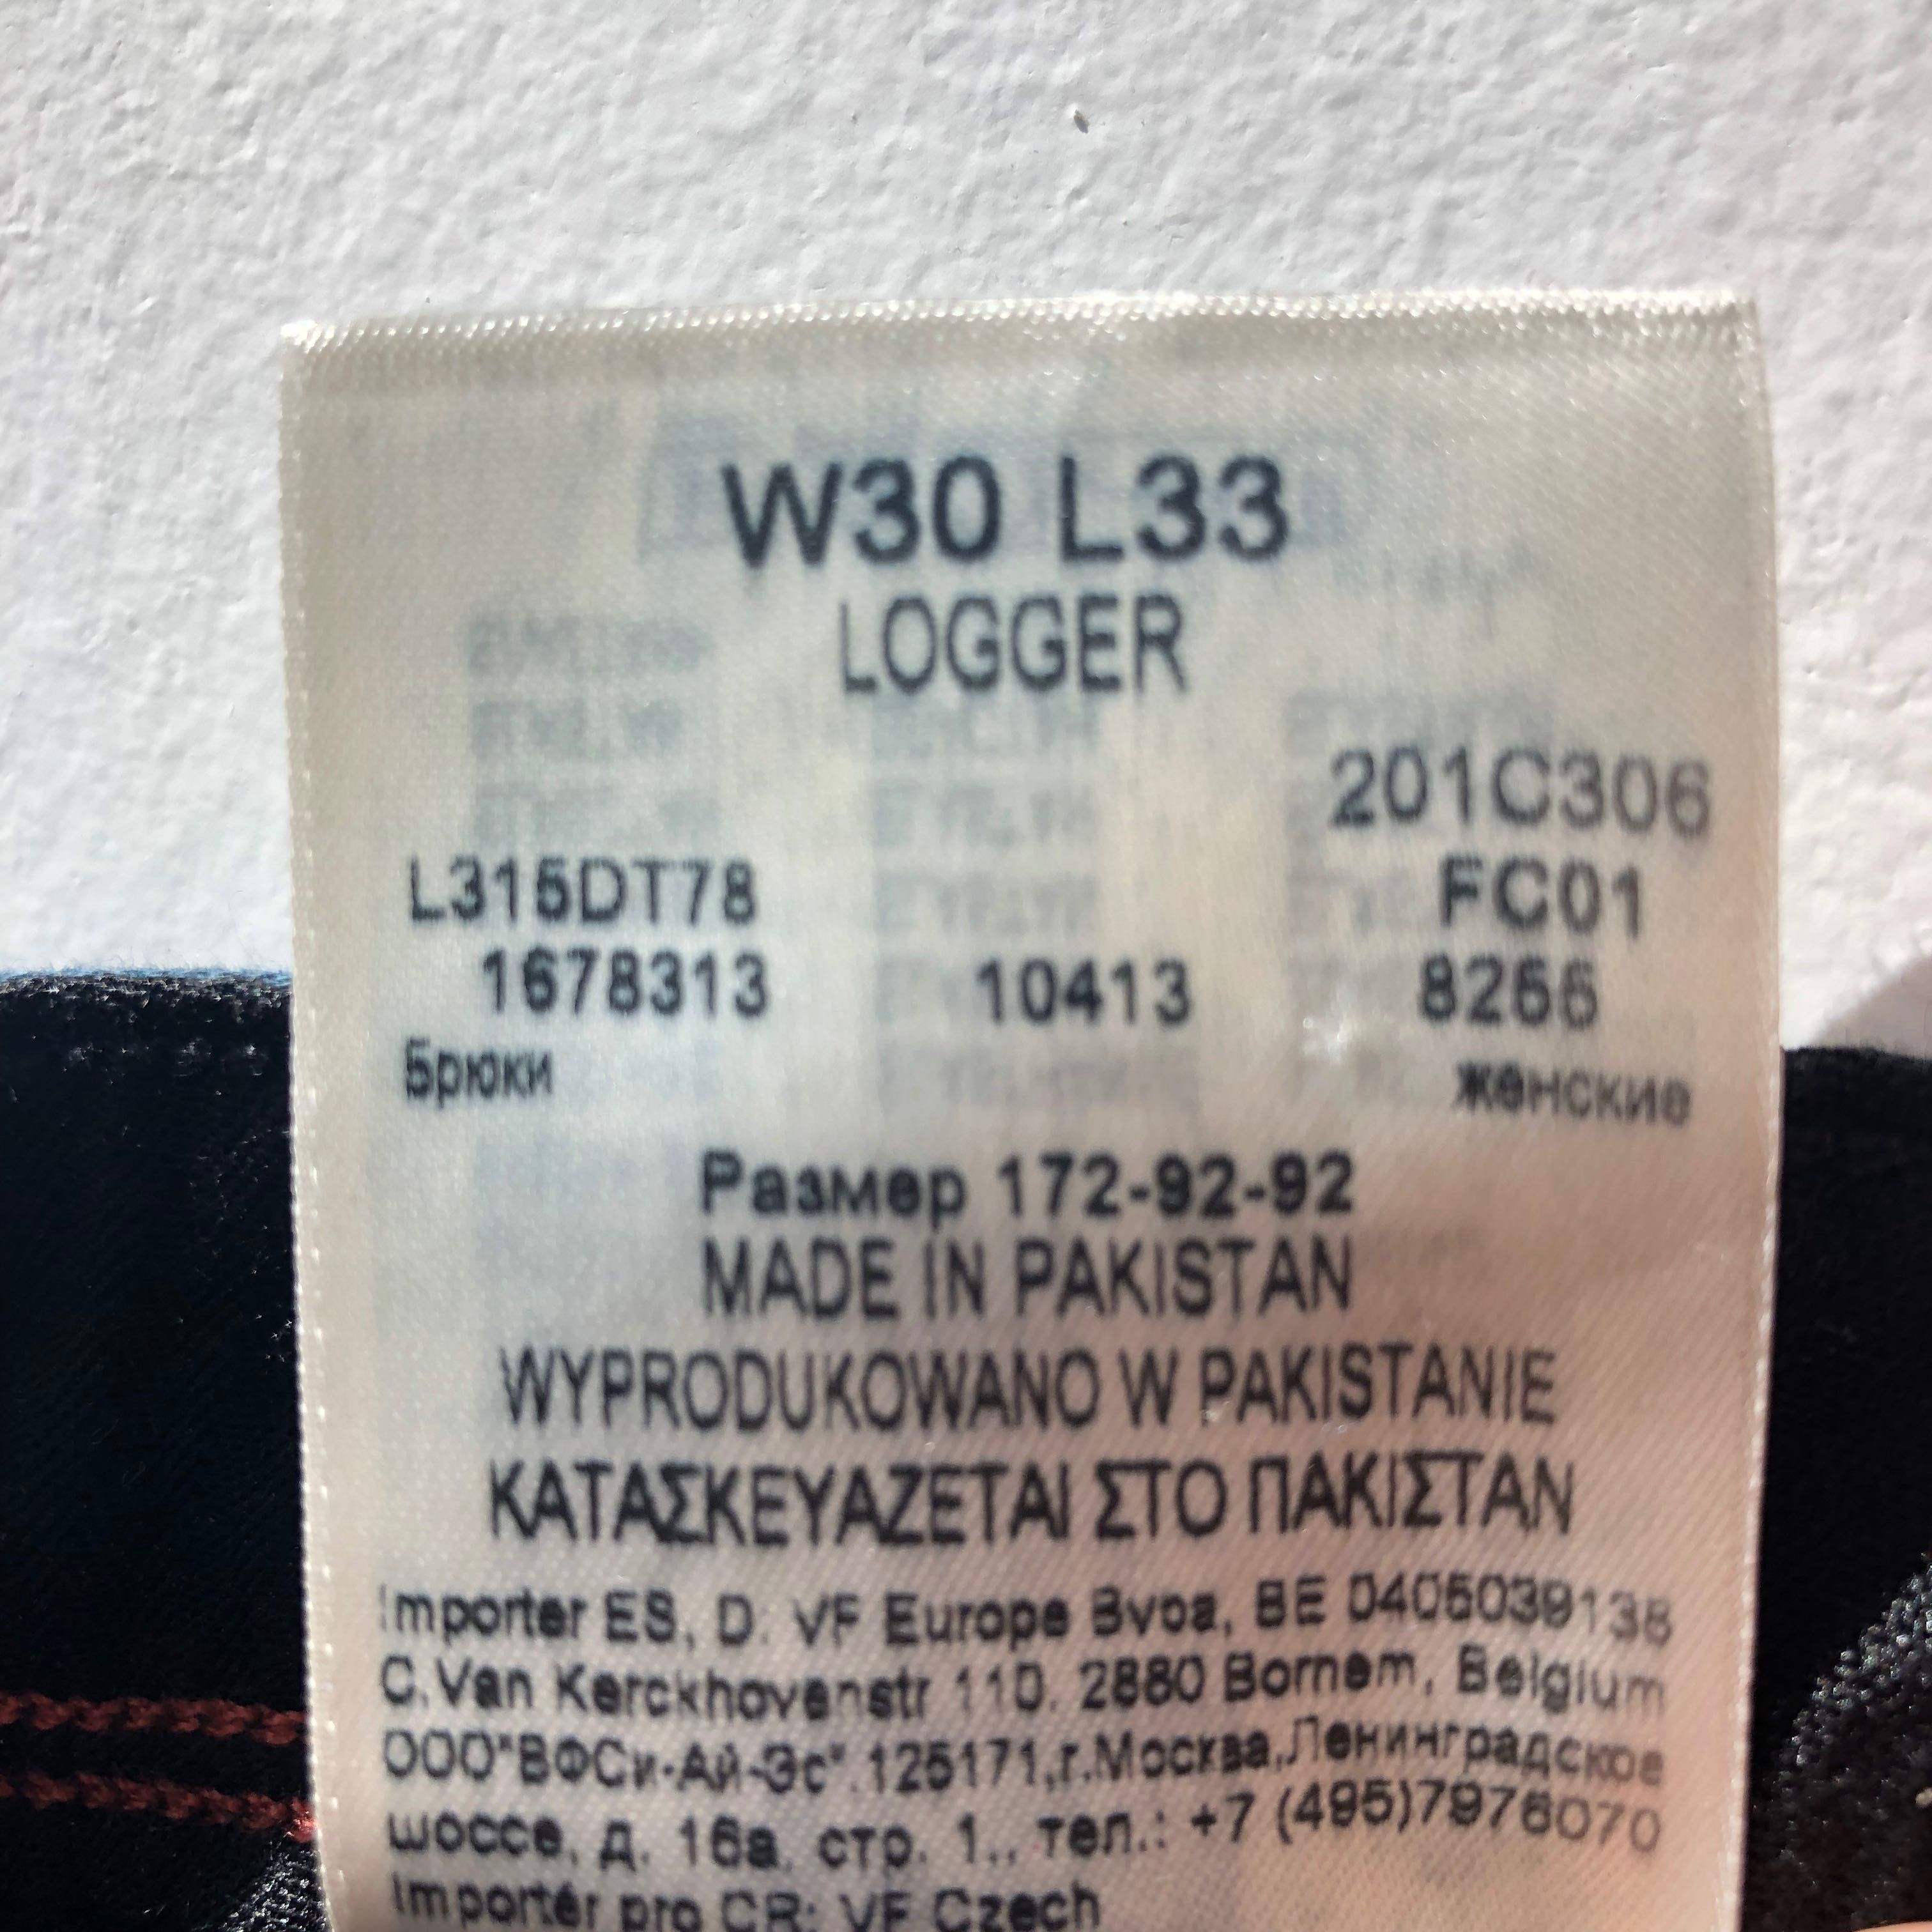 W30 L33
LOGGER
201C306
L315DT78 FC01
1678313 10413 8266
Брюки женские
Размер 172-92-92
MADE IN PAKISTAN
WYPRODUKOWANO W PAKISTANIE
ΚΑΤΑΣΚΕΥΑΖΕΤΑΙ ΣΤΟ ΠΑΚΙΣΤΑΝ
Importer ES, D. VF Europe Bvba, BE 0405039138
C.Van Kerckhovenstr 110. 2880 Bornem, Belgium
ООО"ВФСи-Ай-Эс".125171,г.Москва,Ленинградское
шоссе, д. 16а, стр. 1., тел.: +7 (495)7976070
Importér pro CR: VF Czech